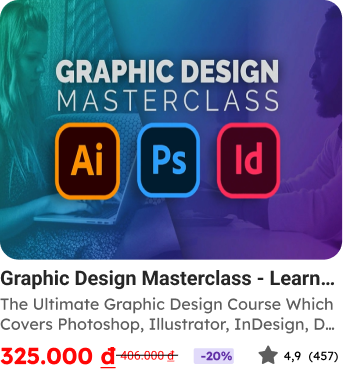 GRAPHIC DESIGN
MASTERCLASS
Ai Ps Id
Graphic Design Masterclass - Learn...
The Ultimate Graphic Design Course Which
Covers Photoshop, Illustrator, InDesign, D...
325.000 ₫ 406.000 ₫ -20% 4,9 (457)